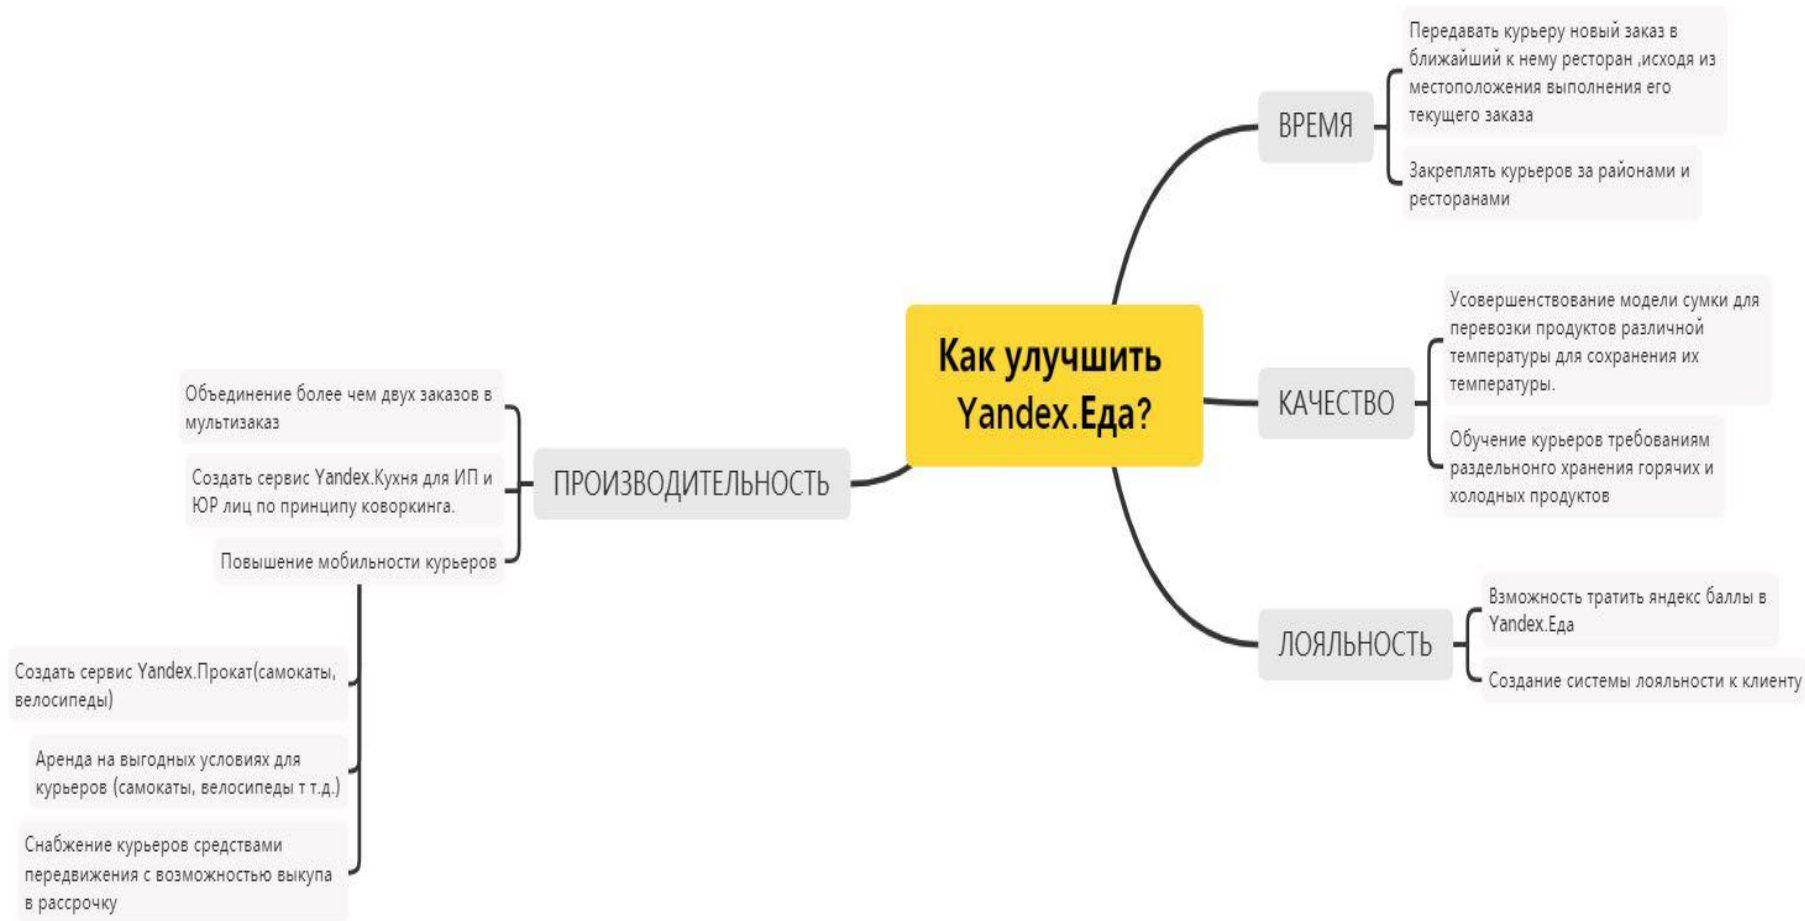 Как улучшить
Yandex.Еда?
ВРЕМЯ
Передавать курьеру новый заказ в
ближайший к нему ресторан ,исходя из
местоположения выполнения его
текущего заказа
Закреплять курьеров за районами и
ресторанами
КАЧЕСТВО
Усовершенствование модели сумки для
перевозки продуктов различной
температуры для сохранения их
температуры.
Обучение курьеров требованиям
раздельнонго хранения горячих и
холодных продуктов
ЛОЯЛЬНОСТЬ
Взможность тратить яндекс баллы в
Yandex.Еда
Создание системы лояльности к клиенту
ПРОИЗВОДИТЕЛЬНОСТЬ
Объединение более чем двух заказов в
мультизаказ
Создать сервис Yandex.Кухня для ИП и
ЮР лиц по принципу коворкинга.
Повышение мобильности курьеров
Создать сервис Yandex.Прокат(самокаты,
велосипеды)
Аренда на выгодных условиях для
курьеров (самокаты, велосипеды т т.д.)
Снабжение курьеров средствами
передвижения с возможностью выкупа
в рассрочку